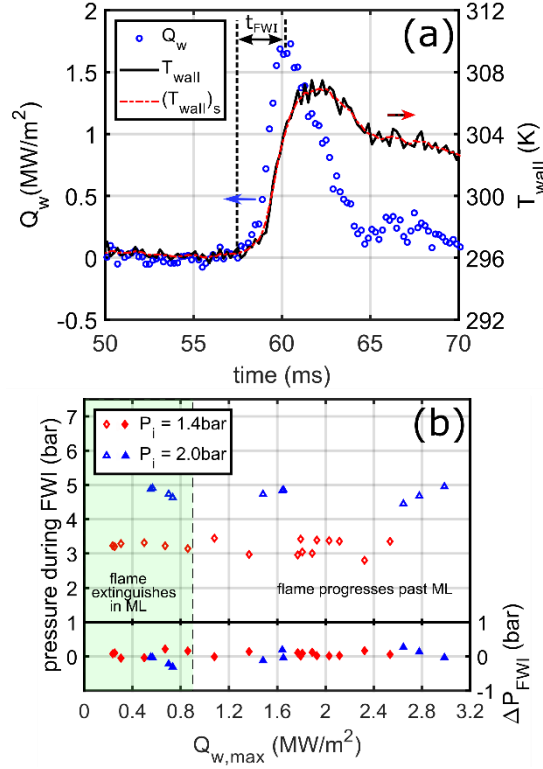 (a)
t_FWI
Q_w
T_wall
(T_wall)_s
Q_w(MW/m²)
2
1.5
1
0.5
0
-0.5
T_wall (K)
312
308
304
300
296
292
50 55 60 65 70
time (ms)
(b)
P_i = 1.4bar
P_i = 2.0bar
pressure during FWI (bar)
7
6
5
4
3
2
1
0
flame
extinguishes
in ML
flame progresses past ML
ΔP_FWI (bar)
1
0
-1
0 0.4 0.8 1.2 1.6 2.0 2.4 2.8 3.2
Q_w,max (MW/m²)